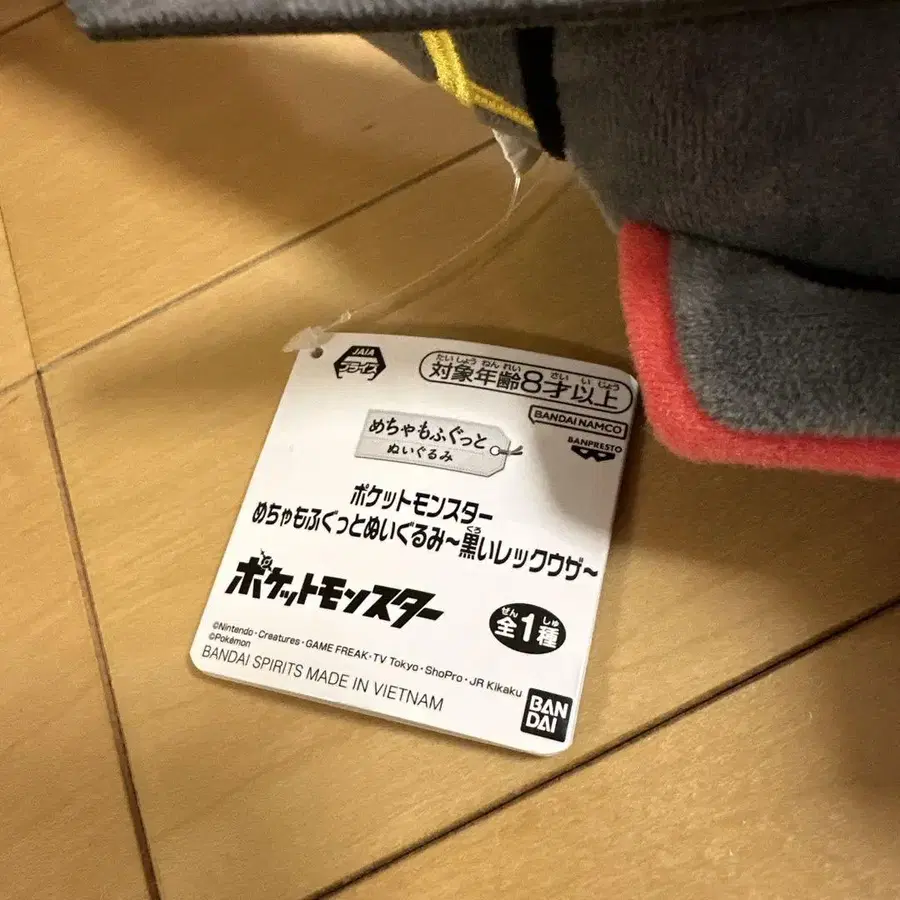 JAIA
プライズ
たいしょうねんれい さいいじょう
対象年齢8才以上
BANDAI NAMCO
BANPRESTO
めちゃもふぐっと
ぬいぐるみ
ポケットモンスター
くろ
めちゃもふぐっとぬいぐるみ～黒いレックウザ～
ポケットモンスター
ぜん しゅ
全1種
©Nintendo・Creatures・GAME FREAK・TV Tokyo・ShoPro・JR Kikaku
©Pokémon
BANDAI SPIRITS MADE IN VIETNAM
BAN
DAI